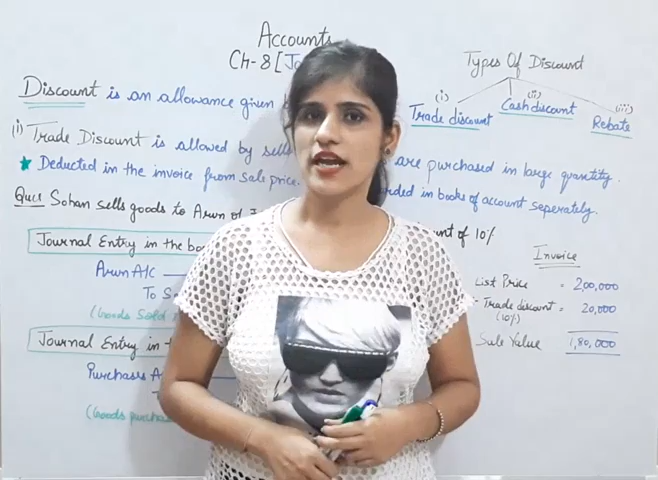 Accounts
Ch-8 [Jo
Discount is an allowance given
Types Of Discount
(i) (ii) (iii)
Trade discount Cash discount Rebate
(i) Trade Discount is allowed by sell are purchased in large quantity.
★ Deducted in the invoice from sale price. rded in books of account seperately.
Ques Sohan sells goods to Arun of unt of 10%
Journal Entry in the boo
Arun A/c
To S
(Goods Sold
Journal Entry in t
Purchases A
T
(Goods purchas
Invoice
List Price = 200,000
- Trade discount = 20,000
(10%)
Sale Value 1,80,000